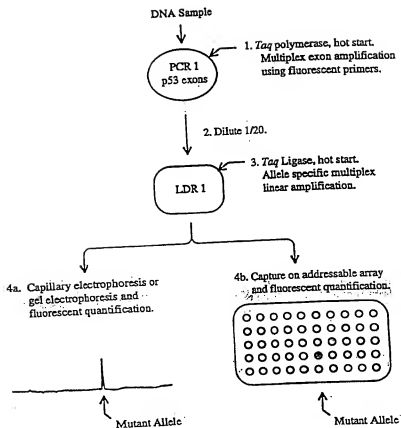 DNA Sample
1. Taq polymerase, hot start.
Multiplex exon amplification
using fluorescent primers.
PCR 1
p53 exons
2. Dilute 1/20.
3. Taq Ligase, hot start.
Allele specific multiplex
linear amplification.
LDR 1
4a. Capillary electrophoresis or
gel electrophoresis and
fluorescent quantification.
4b. Capture on addressable array
and fluorescent quantification.
Mutant Allele
Mutant Allele